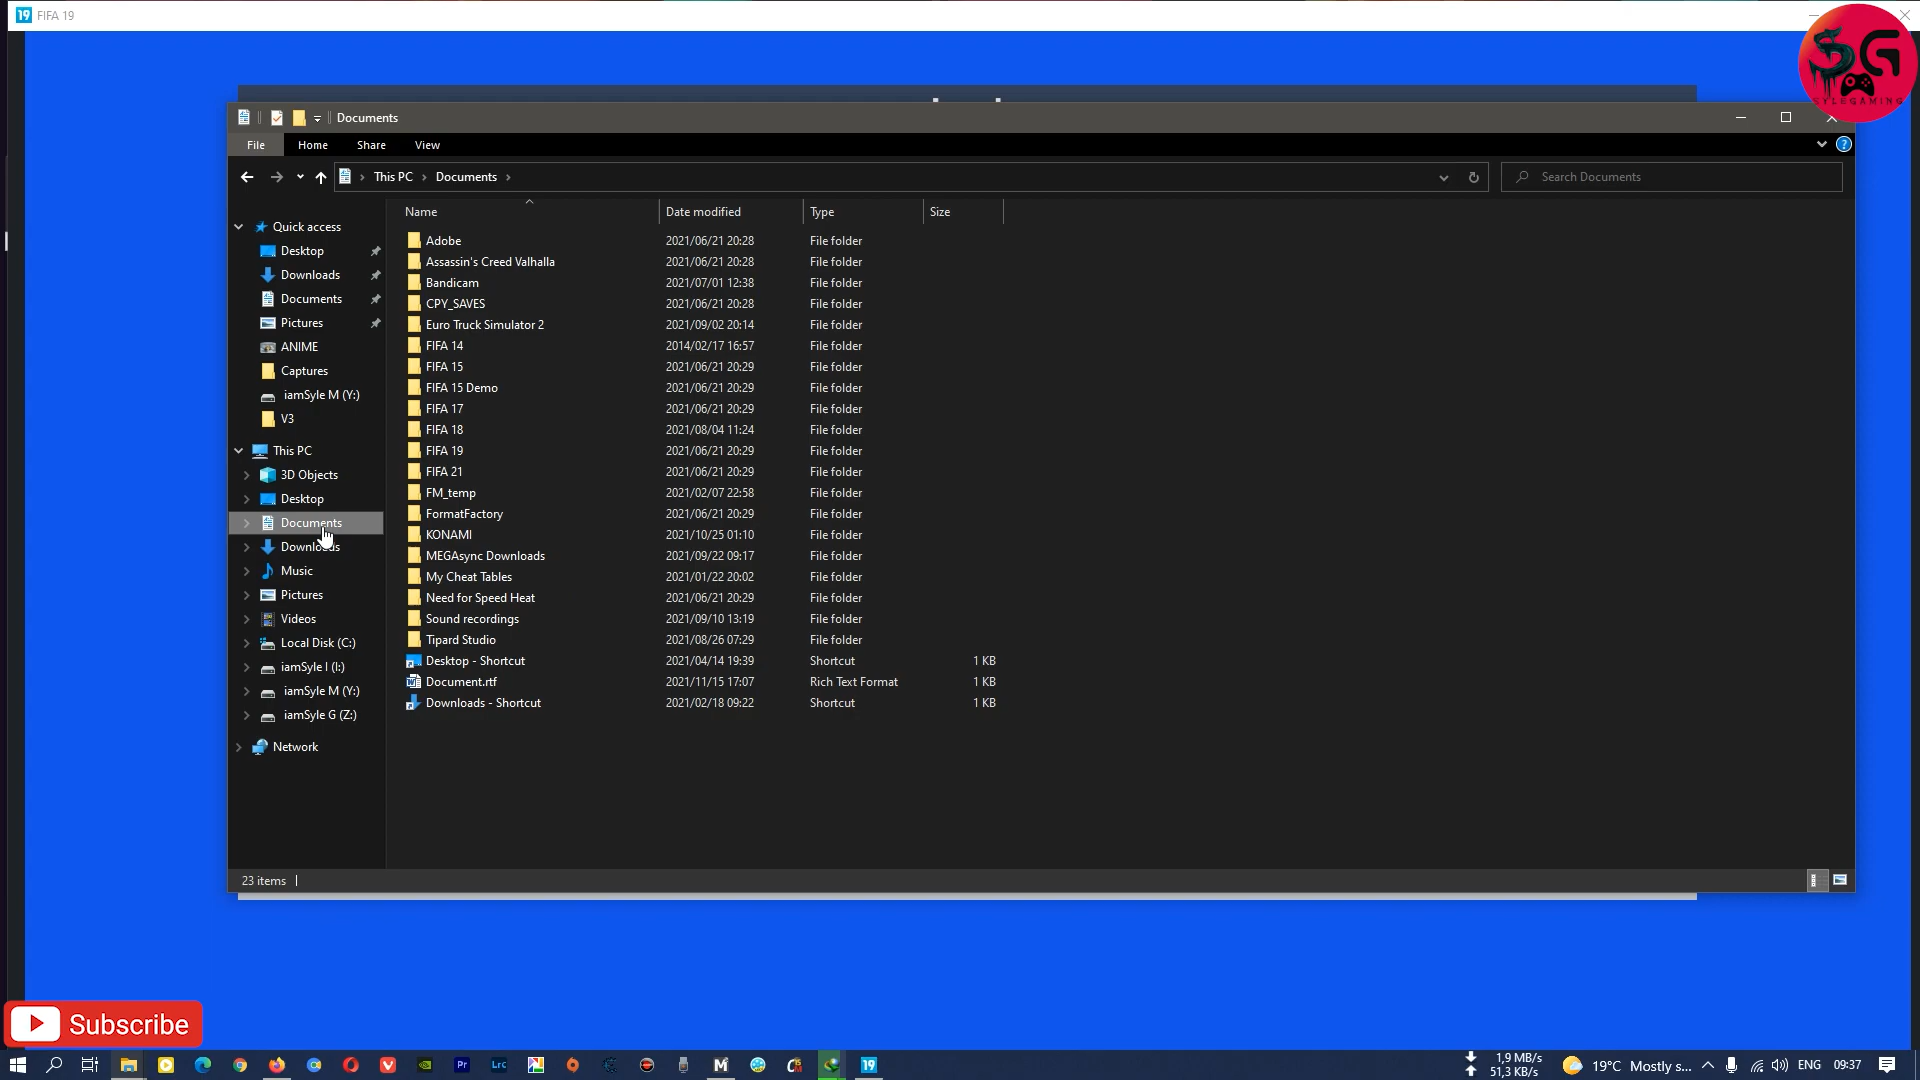 19 FIFA 19
SG
SYLEGAMING
Documents
File Home Share View
This PC Documents
Search Documents
Name Date modified Type Size
Quick access
Desktop
Downloads
Documents
Pictures
ANIME
Captures
iamSyle M (Y:)
V3
This PC
3D Objects
Desktop
Documents
Downloads
Music
Pictures
Videos
Local Disk (C:)
iamSyle I (I:)
iamSyle M (Y:)
iamSyle G (Z:)
Network
Adobe 2021/06/21 20:28 File folder
Assassin's Creed Valhalla 2021/06/21 20:28 File folder
Bandicam 2021/07/01 12:38 File folder
CPY_SAVES 2021/06/21 20:28 File folder
Euro Truck Simulator 2 2021/09/02 20:14 File folder
FIFA 14 2014/02/17 16:57 File folder
FIFA 15 2021/06/21 20:29 File folder
FIFA 15 Demo 2021/06/21 20:29 File folder
FIFA 17 2021/06/21 20:29 File folder
FIFA 18 2021/08/04 11:24 File folder
FIFA 19 2021/06/21 20:29 File folder
FIFA 21 2021/06/21 20:29 File folder
FM_temp 2021/02/07 22:58 File folder
FormatFactory 2021/06/21 20:29 File folder
KONAMI 2021/10/25 01:10 File folder
MEGAsync Downloads 2021/09/22 09:17 File folder
My Cheat Tables 2021/01/22 20:02 File folder
Need for Speed Heat 2021/06/21 20:29 File folder
Sound recordings 2021/09/10 13:19 File folder
Tipard Studio 2021/08/26 07:29 File folder
Desktop - Shortcut 2021/04/14 19:39 Shortcut 1 KB
Document.rtf 2021/11/15 17:07 Rich Text Format 1 KB
Downloads - Shortcut 2021/02/18 09:22 Shortcut 1 KB
23 items
Subscribe
Pr Lrc M 19
1,9 MB/s
51,3 KB/s
19°C Mostly s... ENG 09:37